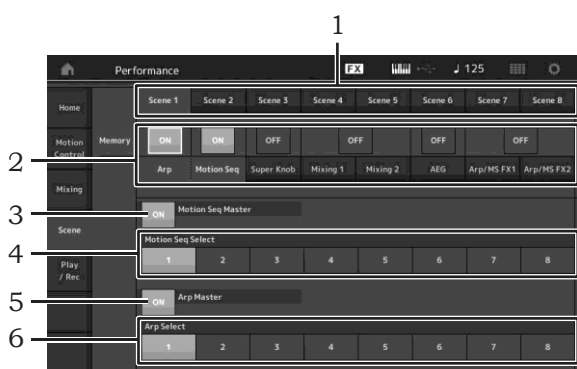 1
Performance FX 125
Home
Scene 1 Scene 2 Scene 3 Scene 4 Scene 5 Scene 6 Scene 7 Scene 8
Motion Control
Memory ON ON OFF OFF OFF OFF
2
Arp Motion Seq Super Knob Mixing 1 Mixing 2 AEG Arp/MS FX1 Arp/MS FX2
Mixing
3 ON Motion Seq Master
Scene
4 Motion Seq Select
1 2 3 4 5 6 7 8
Play / Rec
5 ON Arp Master
6 Arp Select
1 2 3 4 5 6 7 8